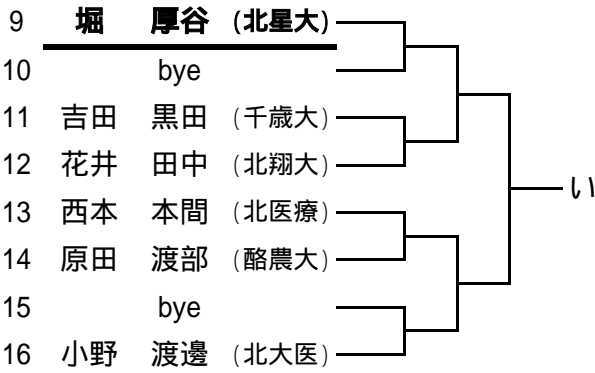 9 堀 厚谷 (北星大)
10 bye
11 吉田 黒田 (千歳大)
12 花井 田中 (北翔大)
13 西本 本間 (北医療)
14 原田 渡部 (酪農大)
15 bye
16 小野 渡邊 (北大医)
い